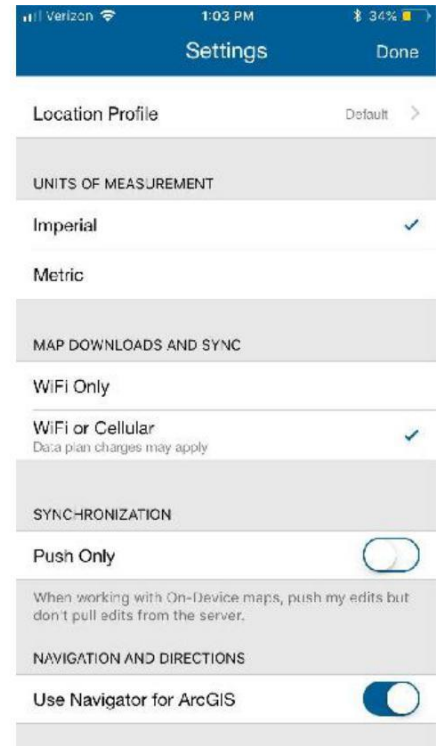 Verizon 1:03 PM 34%
Settings Done
Location Profile Default
UNITS OF MEASUREMENT
Imperial
Metric
MAP DOWNLOADS AND SYNC
WiFi Only
WiFi or Cellular
Data plan charges may apply
SYNCHRONIZATION
Push Only
When working with On-Device maps, push my edits but
don't pull edits from the server.
NAVIGATION AND DIRECTIONS
Use Navigator for ArcGIS